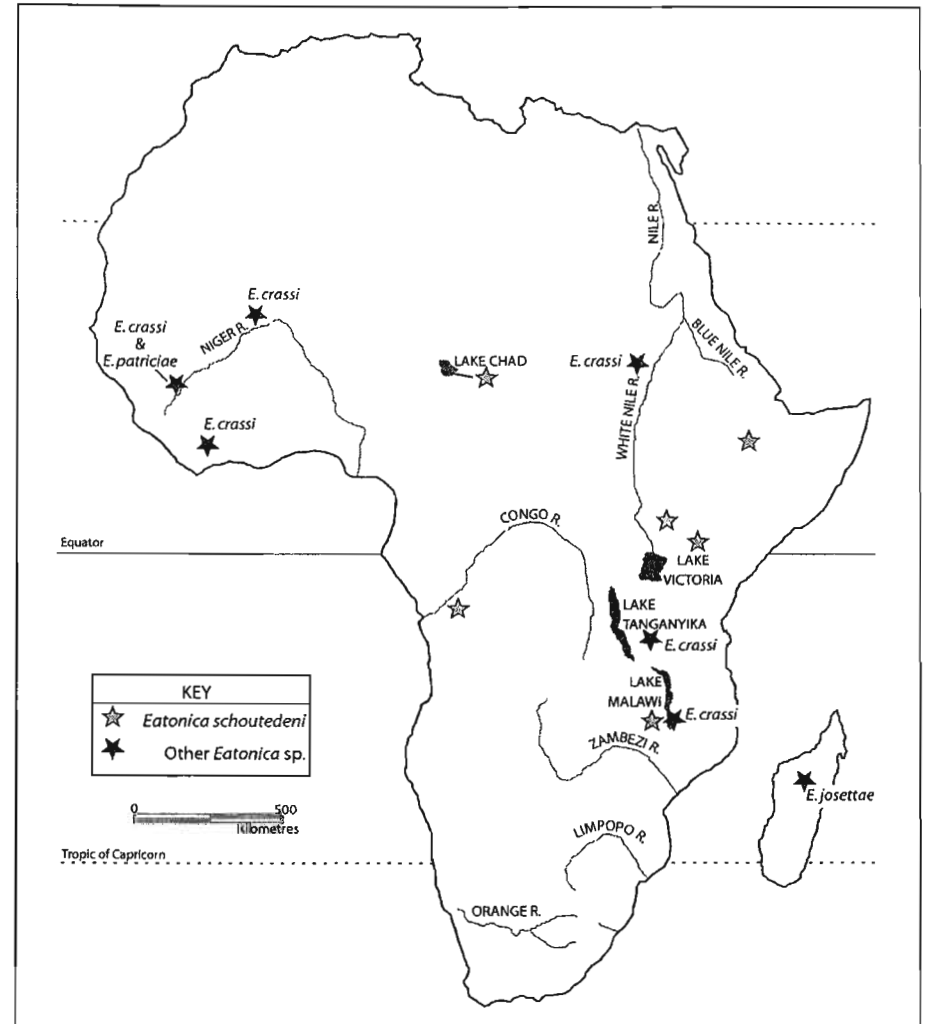 NILE R.
E. crassi
E. crassi
&
E. patriciae
NIGER R.
BLUE NILE R.
LAKE CHAD
E. crassi
WHITE NILE R.
E. crassi
CONGO R.
Equator
LAKE
VICTORIA
LAKE
TANGANYIKA
E. crassi
LAKE
MALAWI
E. crassi
KEY
Eatonica schoutedeni
Other Eatonica sp.
ZAMBEZI R.
E. josettae
0 500
Kilometres
LIMPOPO R.
Tropic of Capricorn
ORANGE R.